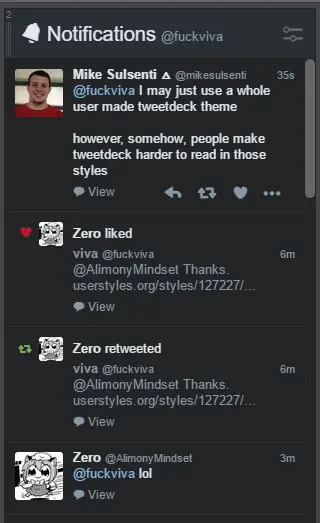 2
Notifications @fuckviva
Mike Sulsenti @mikesulsenti 35s
@fuckviva I may just use a whole
user made tweetdeck theme
however, somehow, people make
tweetdeck harder to read in those
styles
View
Zero liked
viva @fuckviva 6m
@AlimonyMindset Thanks.
userstyles.org/styles/127227/…
View
Zero retweeted
viva @fuckviva 6m
@AlimonyMindset Thanks.
userstyles.org/styles/127227/…
View
Zero @AlimonyMindset 3m
@fuckviva lol
View